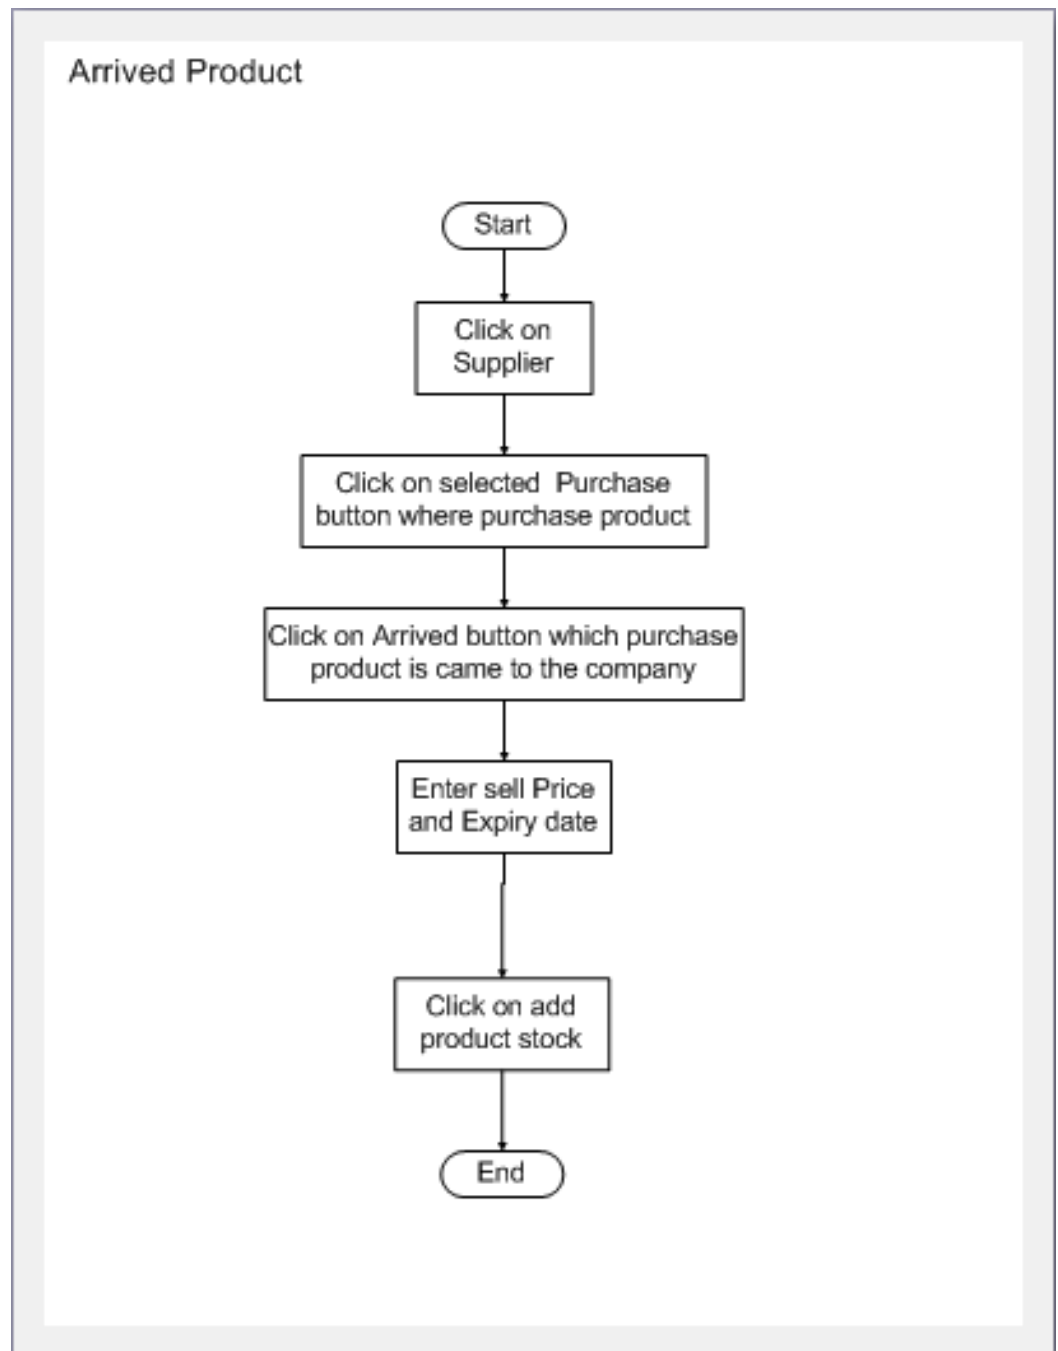 Arrived Product
Start
Click on
Supplier
Click on selected  Purchase
button where purchase product
Click on Arrived button which purchase
product is came to the company
Enter sell Price
and Expiry date
Click on add
product stock
End